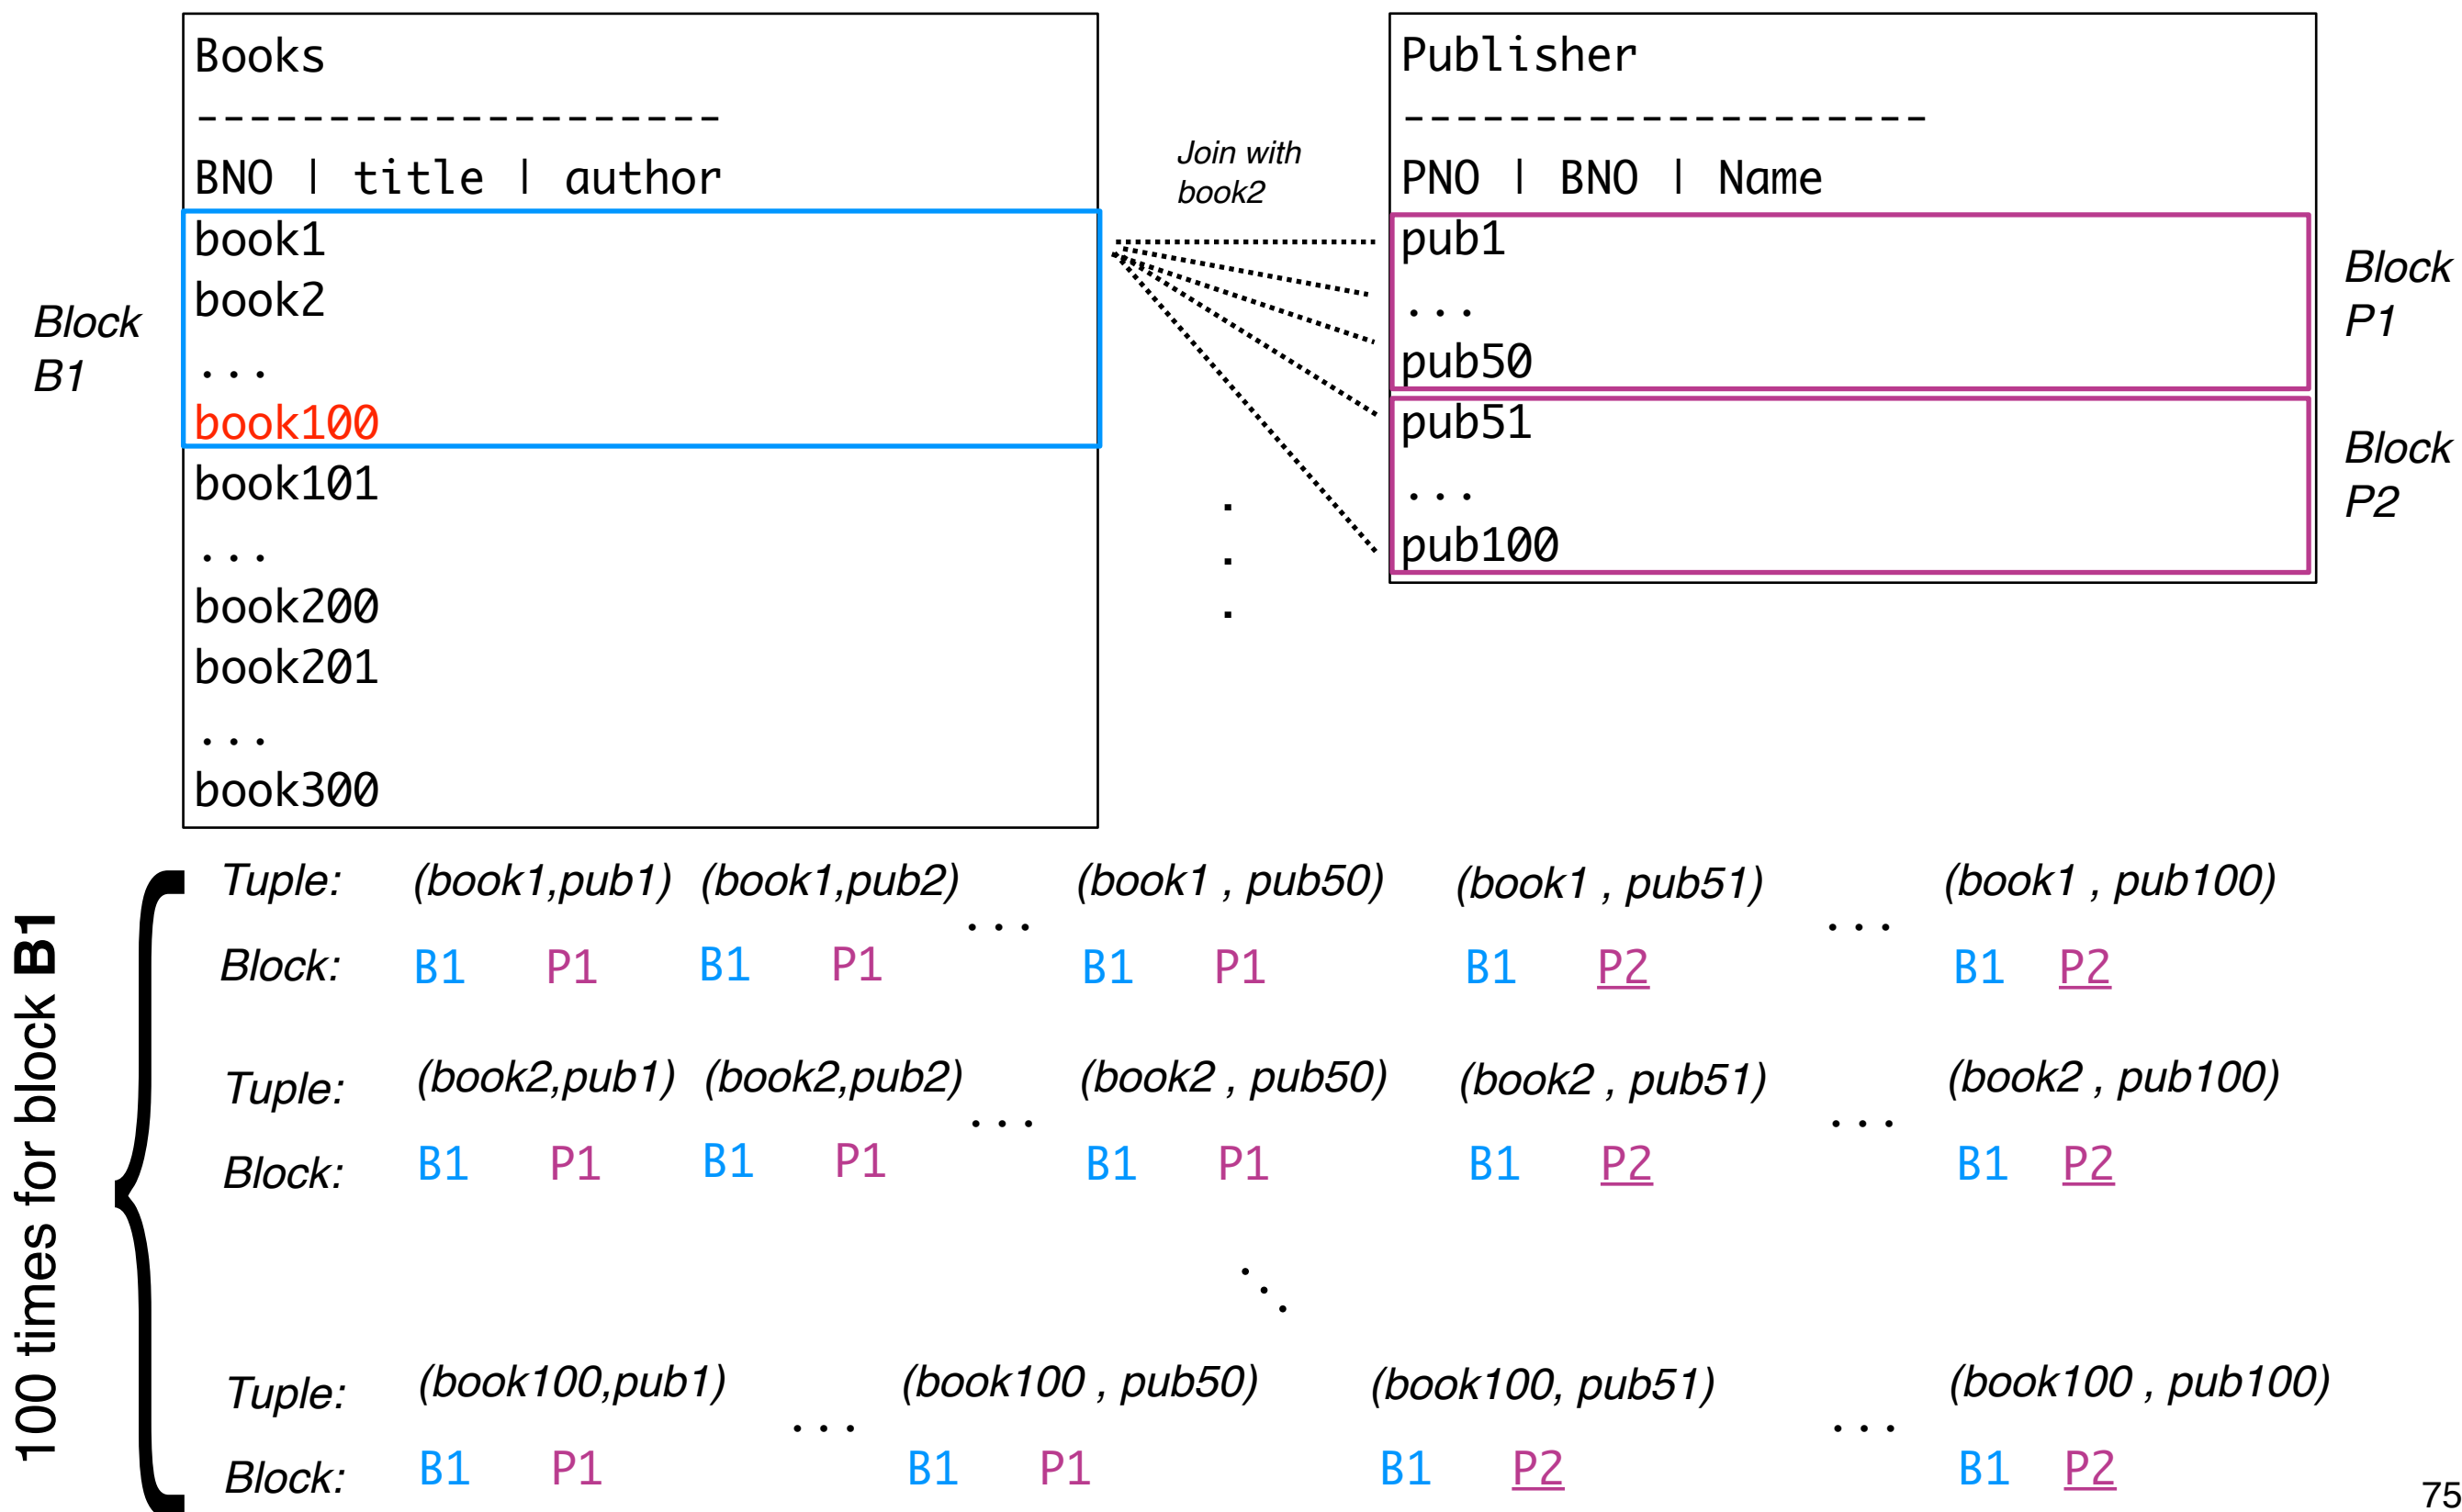 Books
--------------------
BNO | title | author
book1
book2
...
book100
book101
...
book200
book201
...
book300
Block
B1
Join with
book2
.
.
.
Publisher
--------------------
PNO | BNO | Name
pub1
...
pub50
pub51
...
pub100
Block
P1
Block
P2
100 times for block B1
Tuple: (book1,pub1) (book1,pub2) ... (book1 , pub50) (book1 , pub51) ... (book1 , pub100)
Block: B1 P1 B1 P1 B1 P1 B1 P2 B1 P2
Tuple: (book2,pub1) (book2,pub2) ... (book2 , pub50) (book2 , pub51) ... (book2 , pub100)
Block: B1 P1 B1 P1 B1 P1 B1 P2 B1 P2
...
Tuple: (book100,pub1) ... (book100 , pub50) (book100, pub51) ... (book100 , pub100)
Block: B1 P1 B1 P1 B1 P2 B1 P2
75